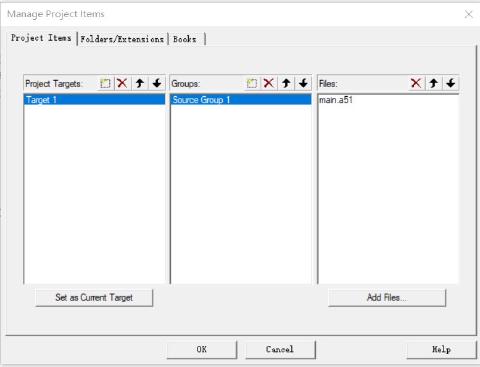 Manage Project Items
Project Items Folders/Extensions Books
Project Targets: Groups: Files:
Target 1 Source Group 1 main.a51
Set as Current Target Add Files...
OK Cancel Help